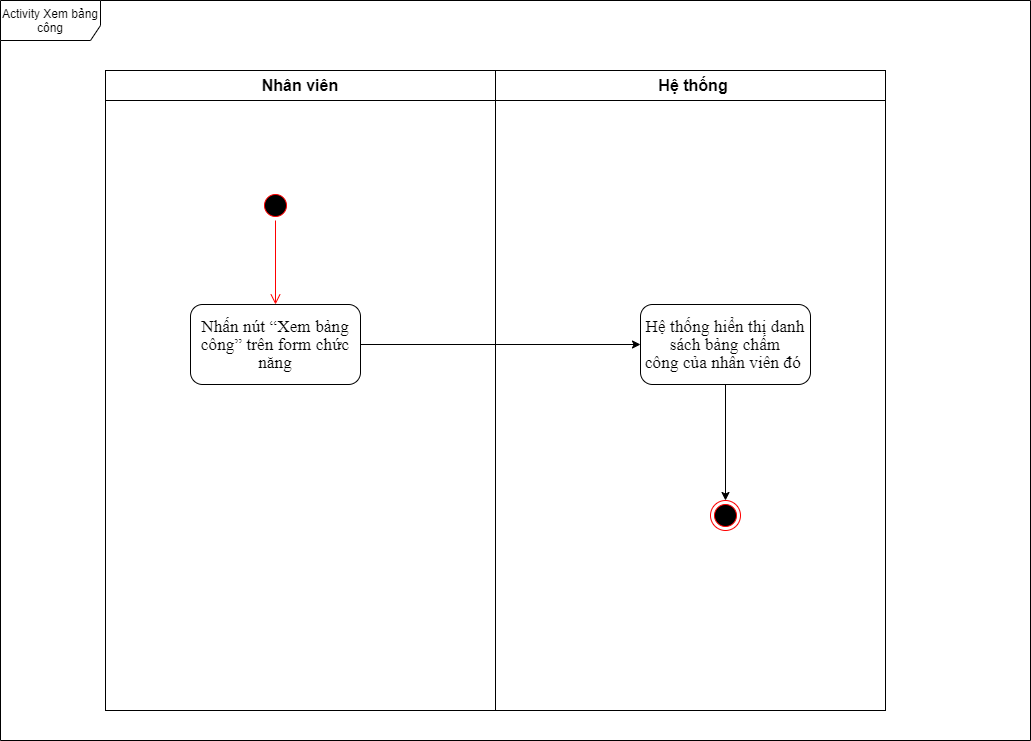 Activity Xem bảng
công
Nhân viên
Hệ thống
Nhấn nút “Xem bảng
công” trên form chức
năng
Hệ thống hiển thị danh
sách bảng chấm
công của nhân viên đó